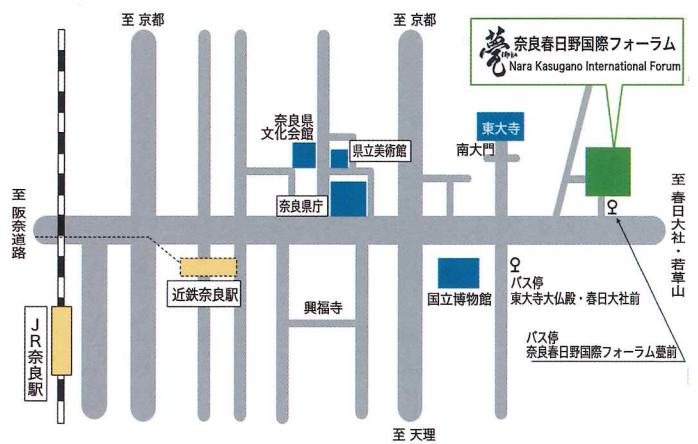 至 京都
至 京都
奈良春日野国際フォーラム
Nara Kasugano International Forum
奈良県
文化会館
県立美術館
東大寺
南大門
奈良県庁
至 阪奈道路
至 春日大社・若草山
近鉄奈良駅
興福寺
国立博物館
バス停
東大寺大仏殿・春日大社前
バス停
奈良春日野国際フォーラム甍前
JR奈良駅
至 天理